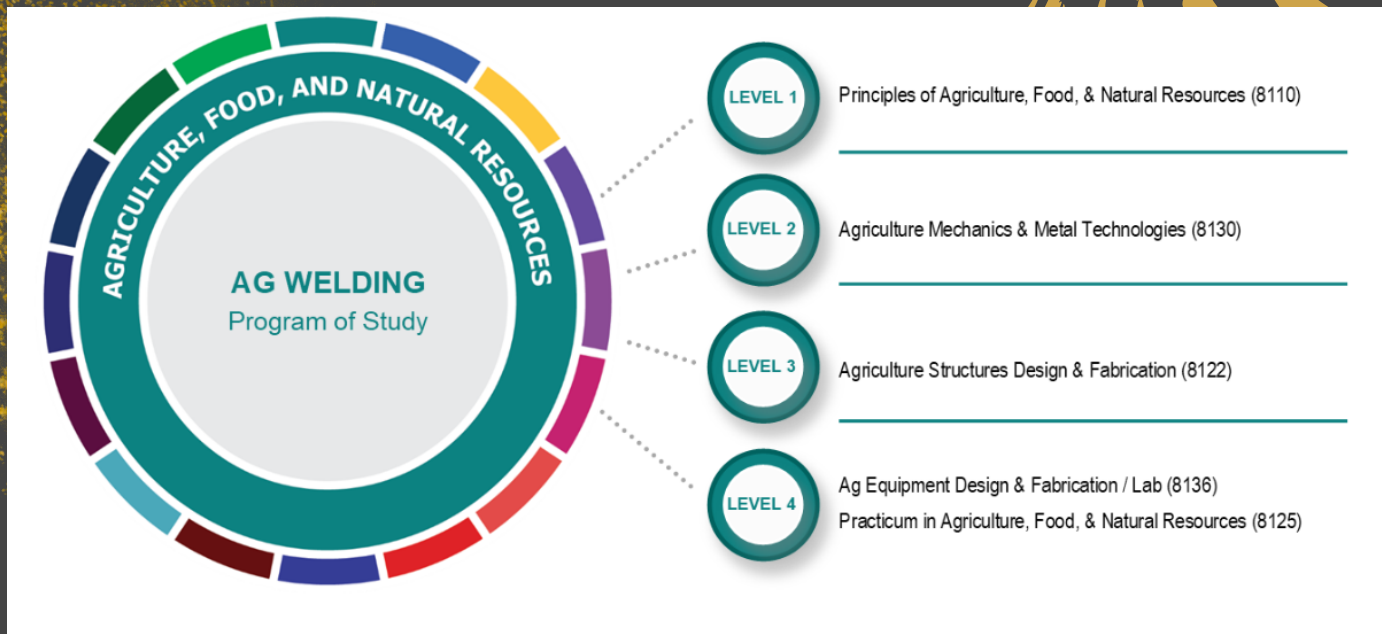 AGRICULTURE, FOOD, AND NATURAL RESOURCES
AG WELDING
Program of Study
LEVEL 1
Principles of Agriculture, Food, & Natural Resources (8110)
LEVEL 2
Agriculture Mechanics & Metal Technologies (8130)
LEVEL 3
Agriculture Structures Design & Fabrication (8122)
LEVEL 4
Ag Equipment Design & Fabrication / Lab (8136)
Practicum in Agriculture, Food, & Natural Resources (8125)